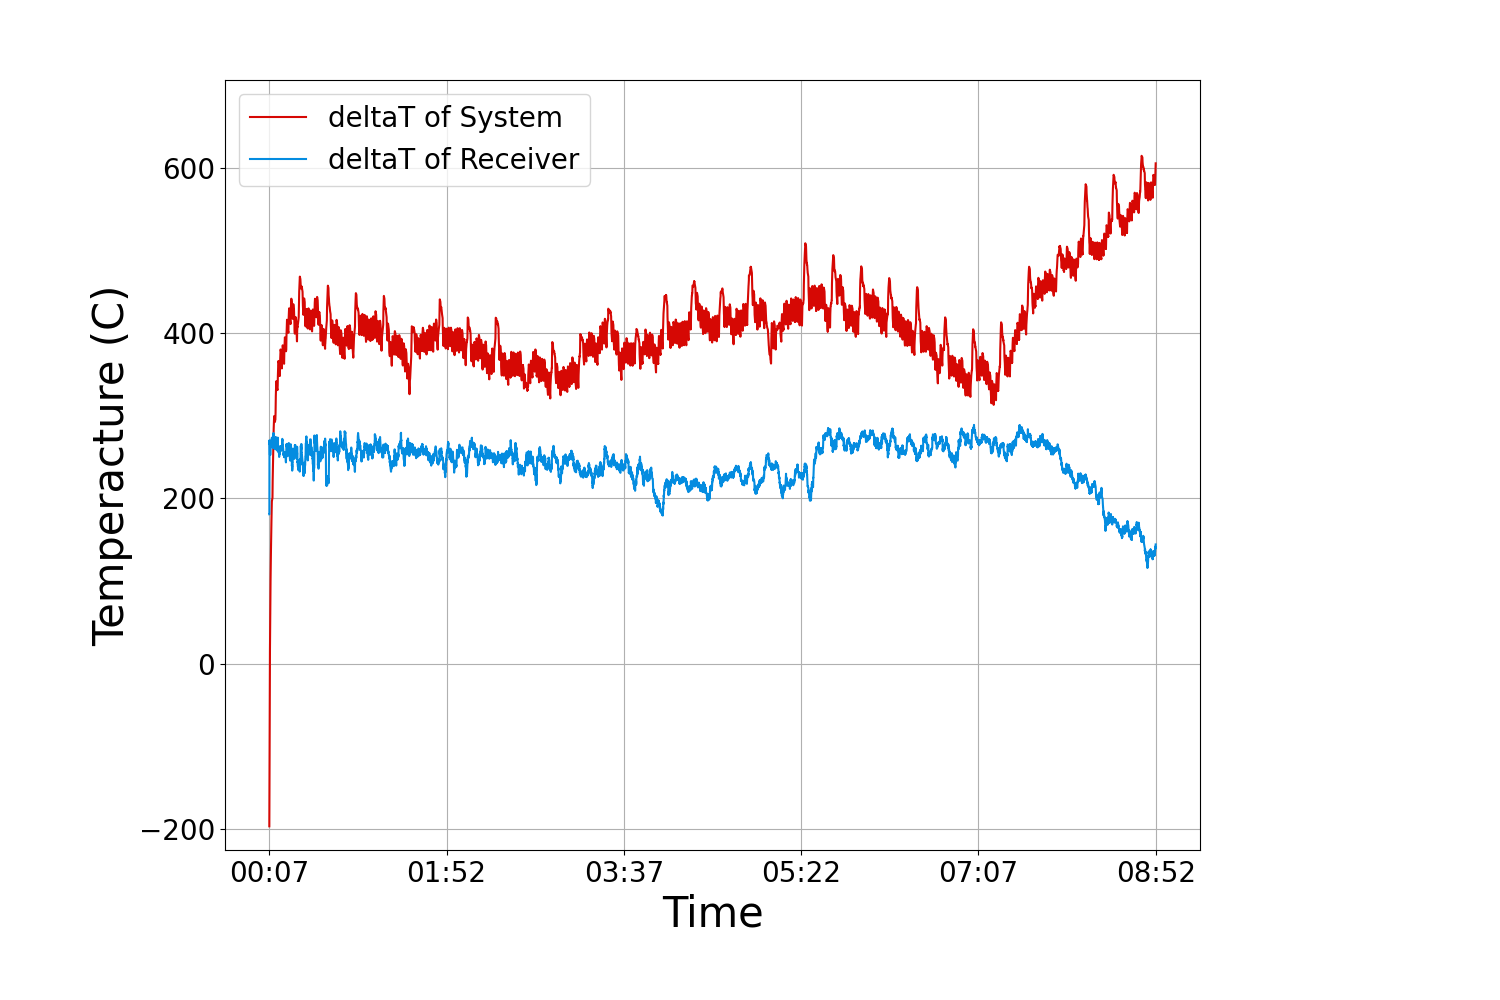 deltaT of System
deltaT of Receiver
600
400
200
0
−200
Temperacture (C)
00:07 01:52 03:37 05:22 07:07 08:52
Time